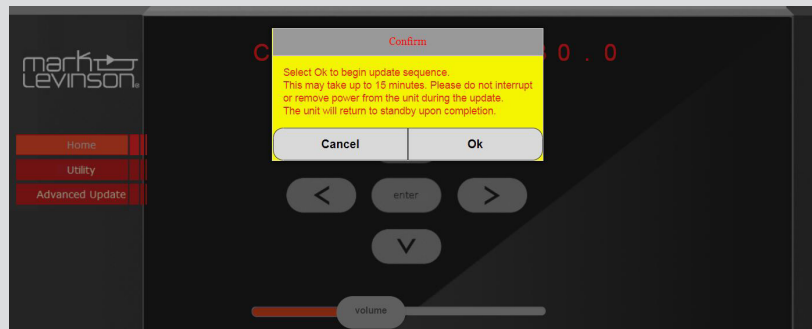 mark
Levinson®
C
Confirm
0 . 0
Select Ok to begin update sequence.
This may take up to 15 minutes. Please do not interrupt
or remove power from the unit during the update.
The unit will return to standby upon completion.
Cancel
Ok
Home
Utility
Advanced Update
<
enter
>
volume